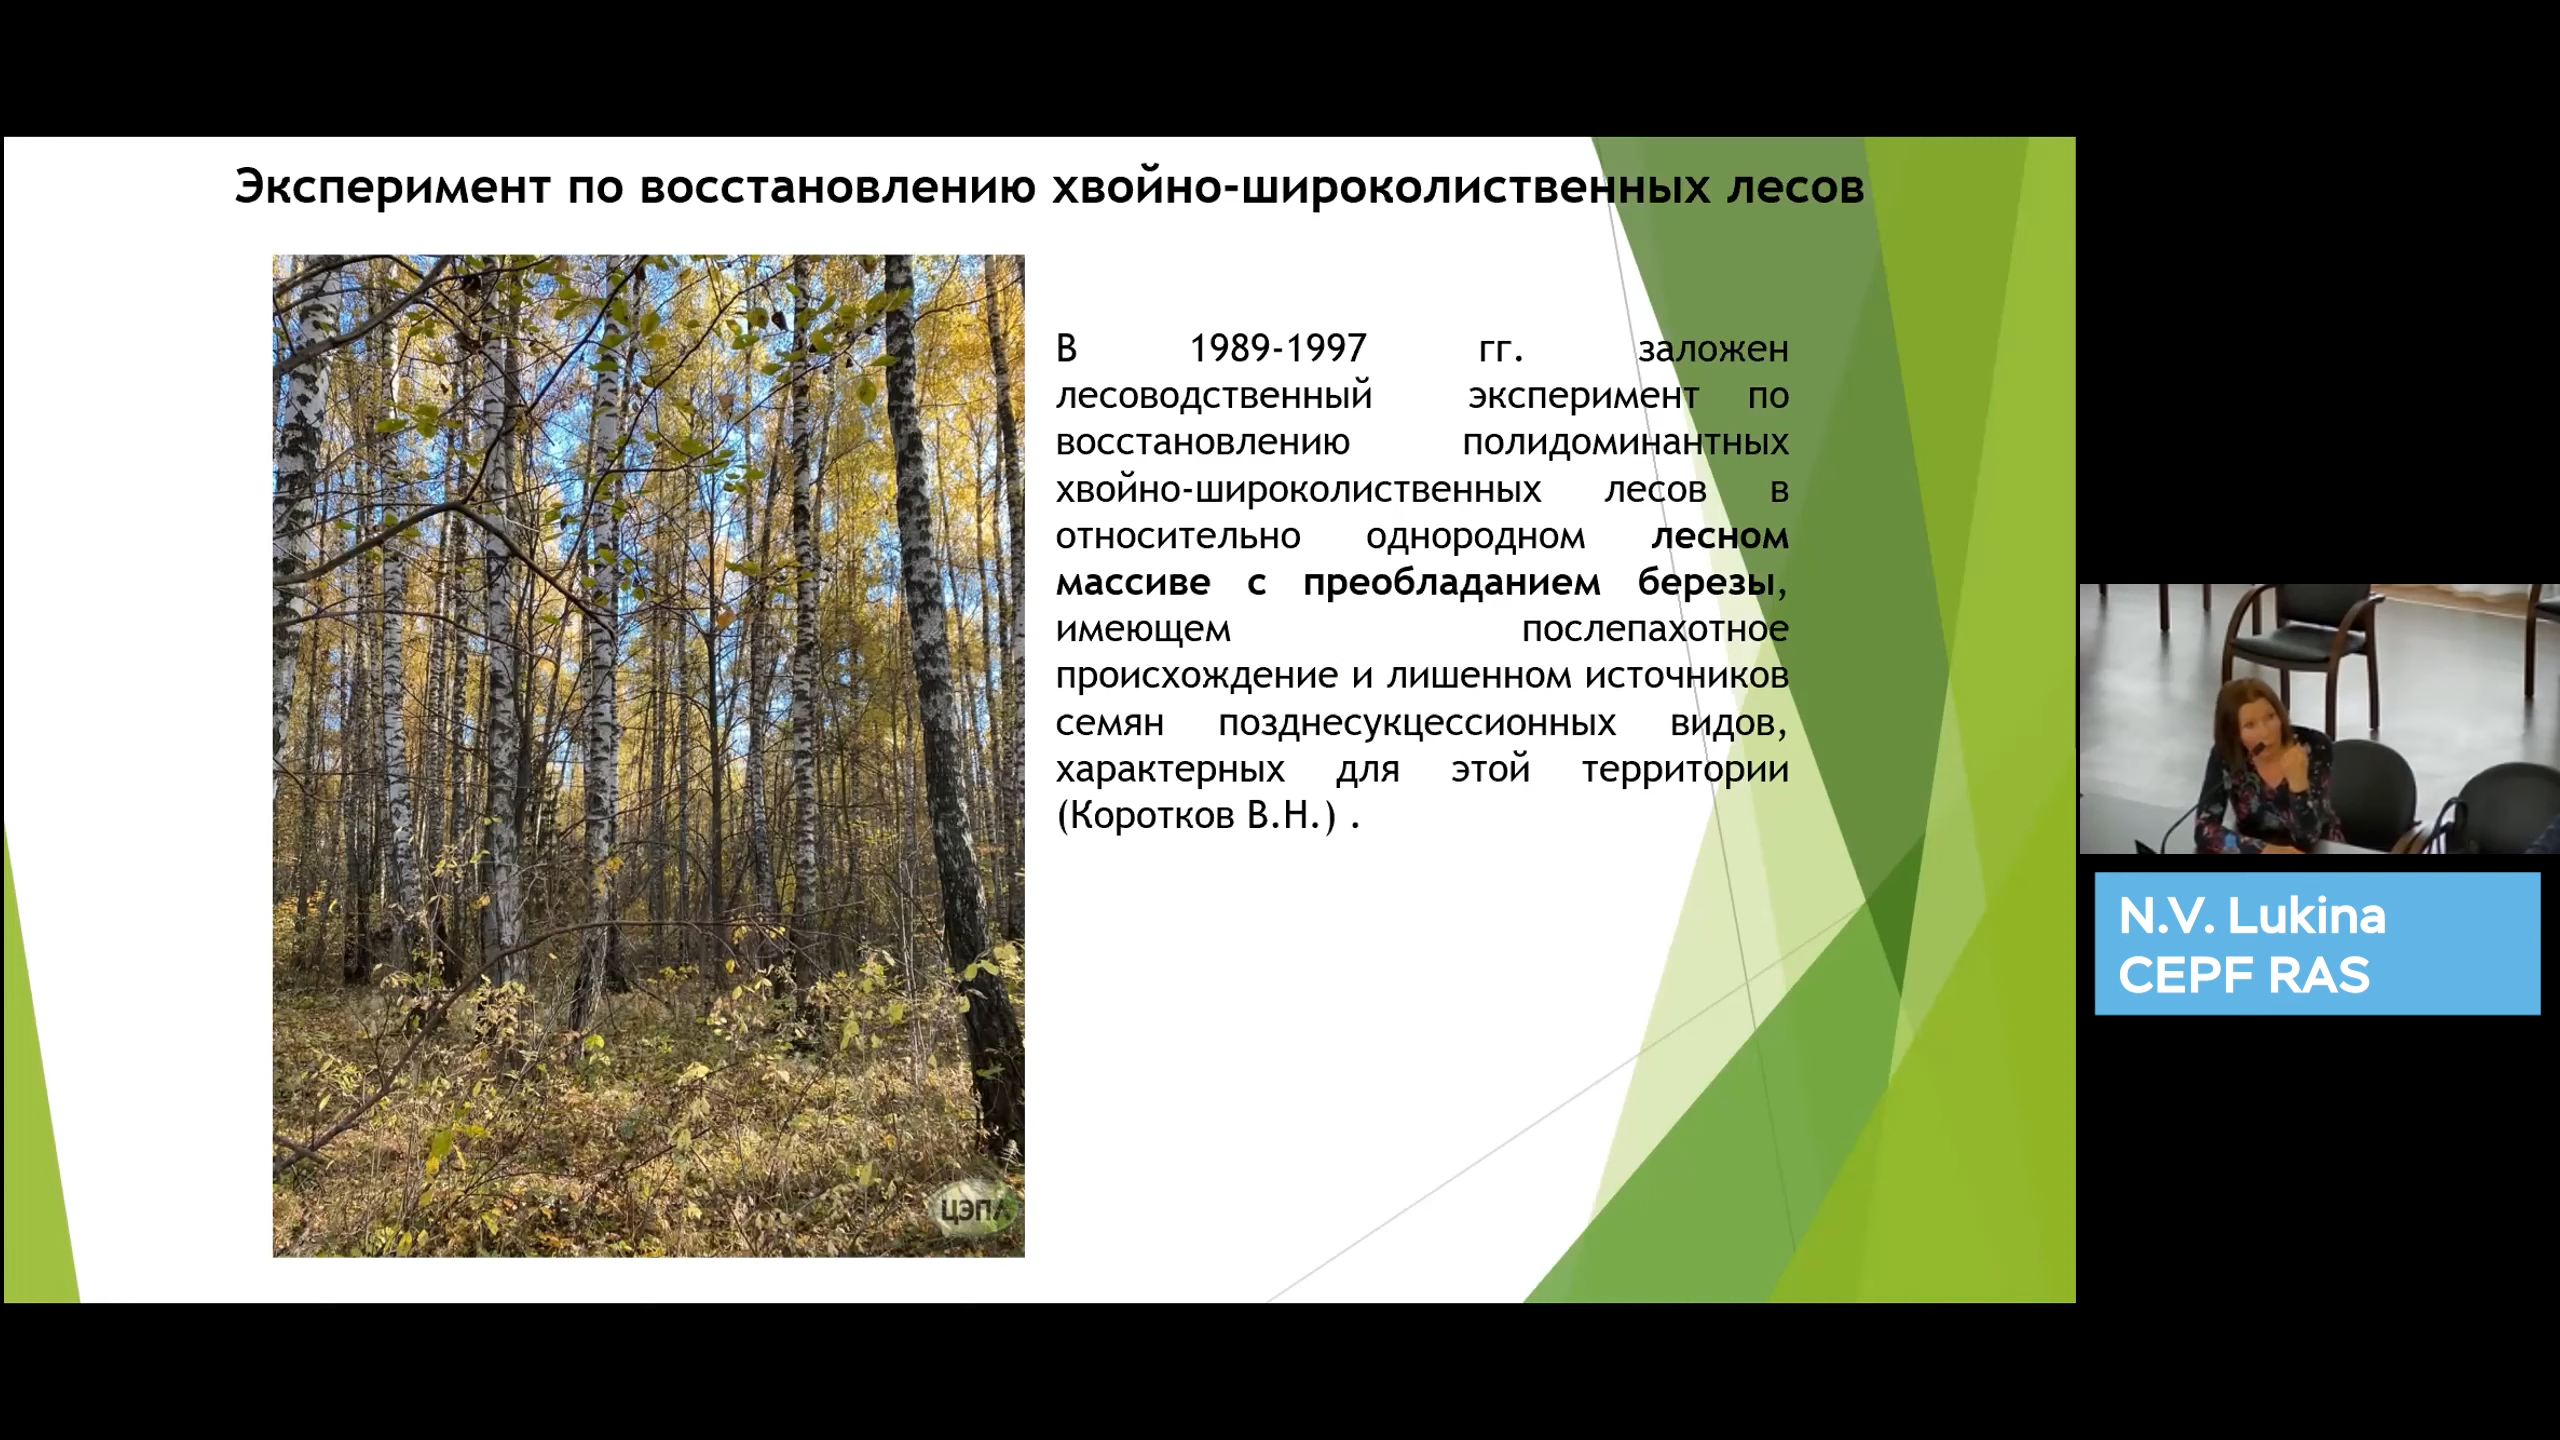 Эксперимент по восстановлению хвойно-широколиственных лесов
В 1989-1997 гг. заложен
лесоводственный эксперимент по
восстановлению полидоминантных
хвойно-широколиственных лесов в
относительно однородном лесном
массиве с преобладанием березы,
имеющем послепахотное
происхождение и лишенном источников
семян позднесукцессионных видов,
характерных для этой территории
(Коротков В.Н.) .
ЦЭПЛ
N.V. Lukina
CEPF RAS